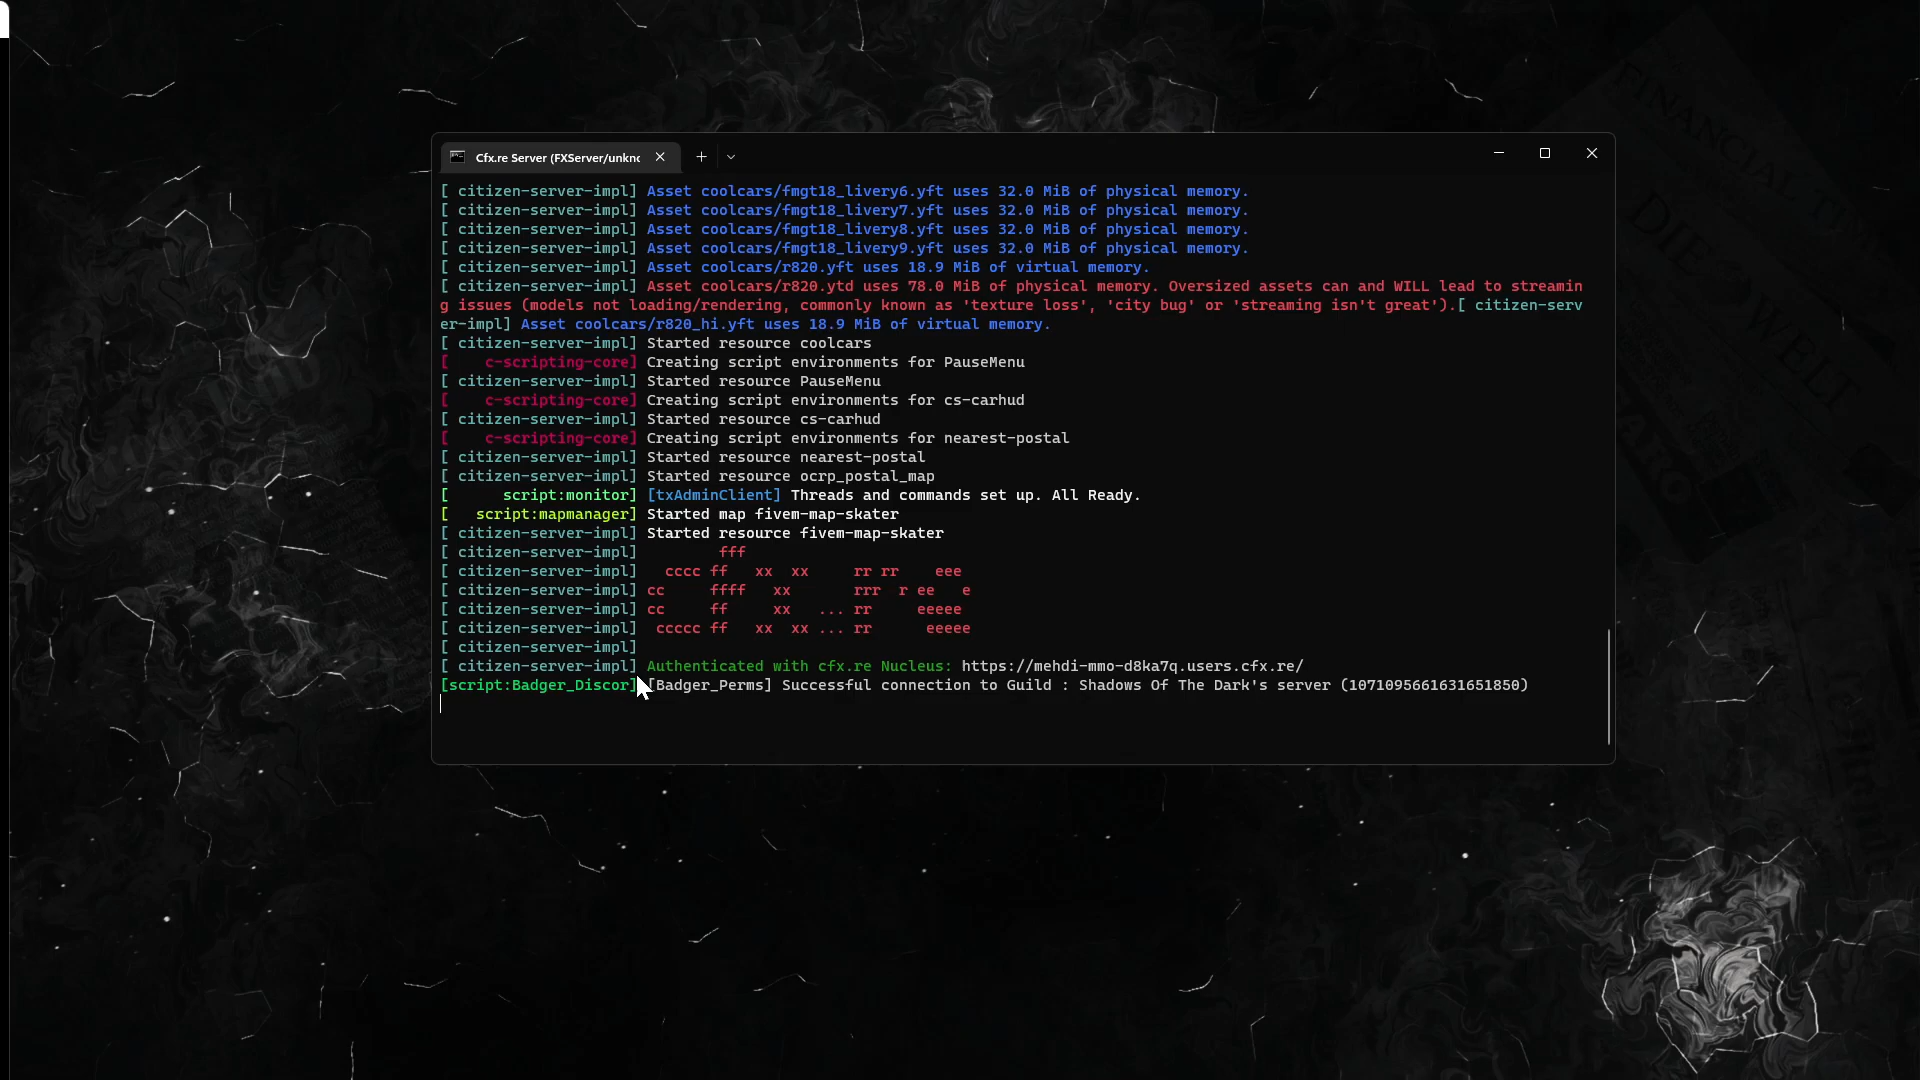 Cfx.re Server (FXServer/unkno
[ citizen-server-impl] Asset coolcars/fmgt18_livery6.yft uses 32.0 MiB of physical memory.
[ citizen-server-impl] Asset coolcars/fmgt18_livery7.yft uses 32.0 MiB of physical memory.
[ citizen-server-impl] Asset coolcars/fmgt18_livery8.yft uses 32.0 MiB of physical memory.
[ citizen-server-impl] Asset coolcars/fmgt18_livery9.yft uses 32.0 MiB of physical memory.
[ citizen-server-impl] Asset coolcars/r820.yft uses 18.9 MiB of virtual memory.
[ citizen-server-impl] Asset coolcars/r820.ytd uses 78.0 MiB of physical memory. Oversized assets can and WILL lead to streamin
g issues (models not loading/rendering, commonly known as 'texture loss', 'city bug' or 'streaming isn't great').[ citizen-serv
er-impl] Asset coolcars/r820_hi.yft uses 18.9 MiB of virtual memory.
[ citizen-server-impl] Started resource coolcars
[    c-scripting-core] Creating script environments for PauseMenu
[ citizen-server-impl] Started resource PauseMenu
[    c-scripting-core] Creating script environments for cs-carhud
[ citizen-server-impl] Started resource cs-carhud
[    c-scripting-core] Creating script environments for nearest-postal
[ citizen-server-impl] Started resource nearest-postal
[ citizen-server-impl] Started resource ocrp_postal_map
[      script:monitor] [txAdminClient] Threads and commands set up. All Ready.
[   script:mapmanager] Started map fivem-map-skater
[ citizen-server-impl] Started resource fivem-map-skater
[ citizen-server-impl]         fff
[ citizen-server-impl]   cccc ff   xx  xx     rr rr    eee
[ citizen-server-impl] cc     ffff   xx       rrr  r ee   e
[ citizen-server-impl] cc     ff     xx   ... rr     eeeee
[ citizen-server-impl]  ccccc ff   xx  xx ... rr      eeeee
[ citizen-server-impl]
[ citizen-server-impl] Authenticated with cfx.re Nucleus: https://mehdi-mmo-d8ka7q.users.cfx.re/
[script:Badger_Discor] [Badger_Perms] Successful connection to Guild : Shadows Of The Dark's server (1071095661631651850)
FINANCIAL TIM
DIE WELT